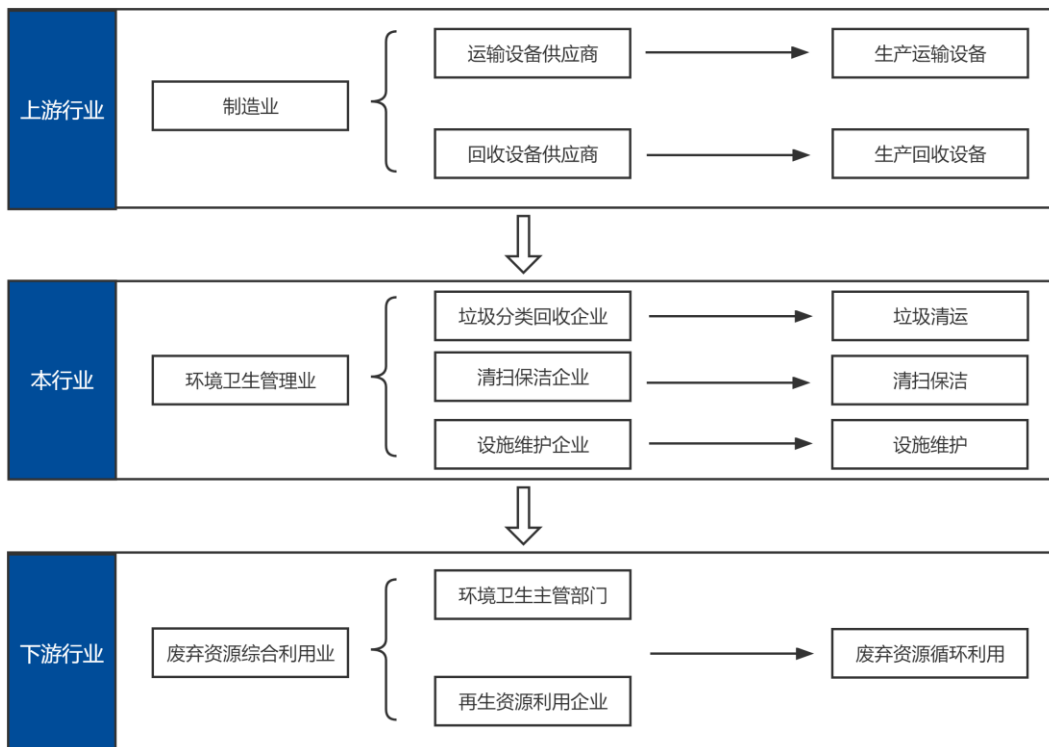 上游行业
制造业
运输设备供应商
生产运输设备
回收设备供应商
生产回收设备
本行业
环境卫生管理业
垃圾分类回收企业
垃圾清运
清扫保洁企业
清扫保洁
设施维护企业
设施维护
下游行业
废弃资源综合利用业
环境卫生主管部门
再生资源利用企业
废弃资源循环利用